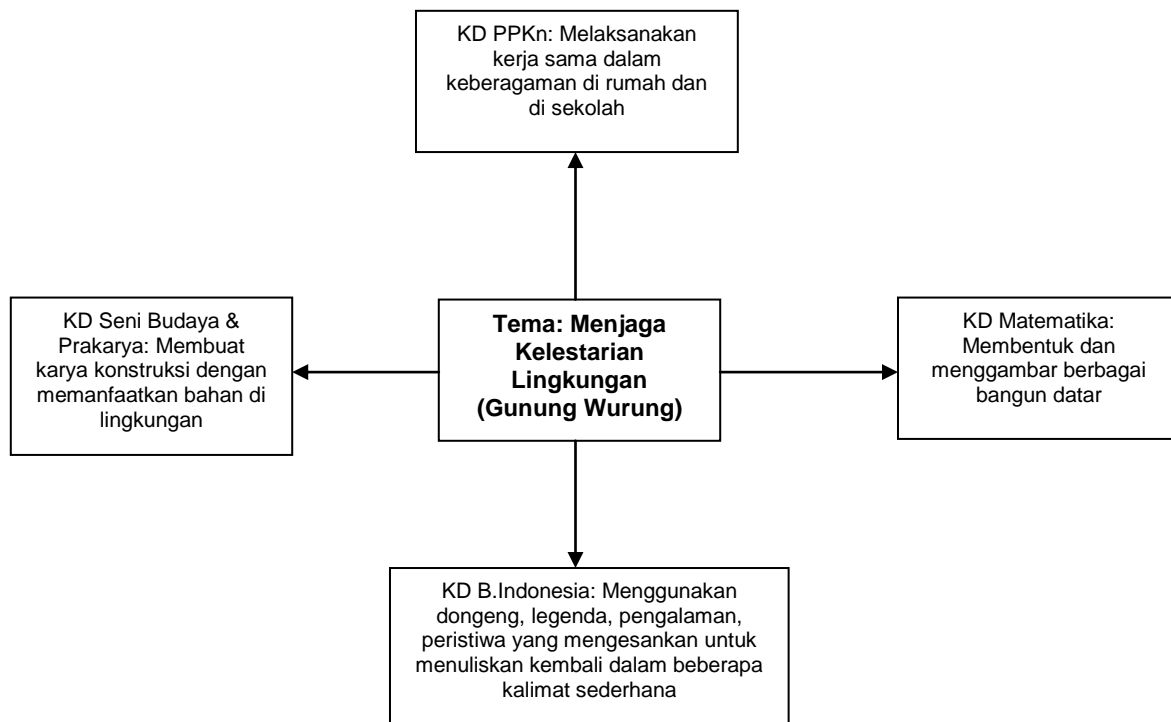 KD PPKn: Melaksanakan
kerja sama dalam
keberagaman di rumah dan
di sekolah
KD Seni Budaya &
Prakarya: Membuat
karya konstruksi dengan
memanfaatkan bahan di
lingkungan
Tema: Menjaga
Kelestarian
Lingkungan
(Gunung Wurung)
KD Matematika:
Membentuk dan
menggambar berbagai
bangun datar
KD B.Indonesia: Menggunakan
dongeng, legenda, pengalaman,
peristiwa yang mengesankan untuk
menuliskan kembali dalam beberapa
kalimat sederhana